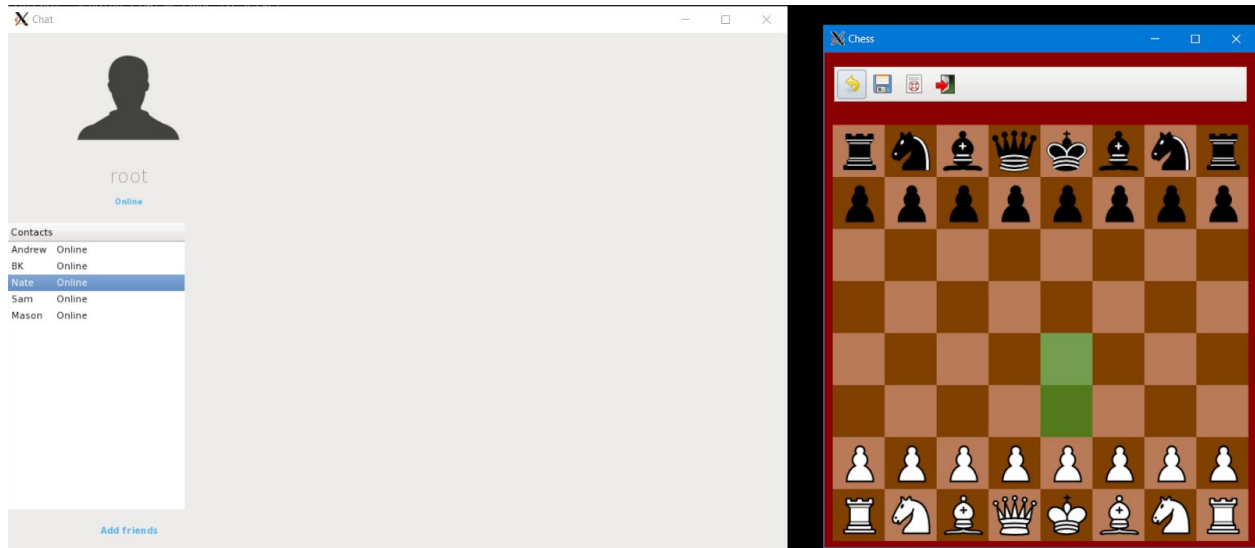 Chat
root
Online
Contacts
Andrew Online
BK Online
Nate Online
Sam Online
Mason Online
Add friends
Chess